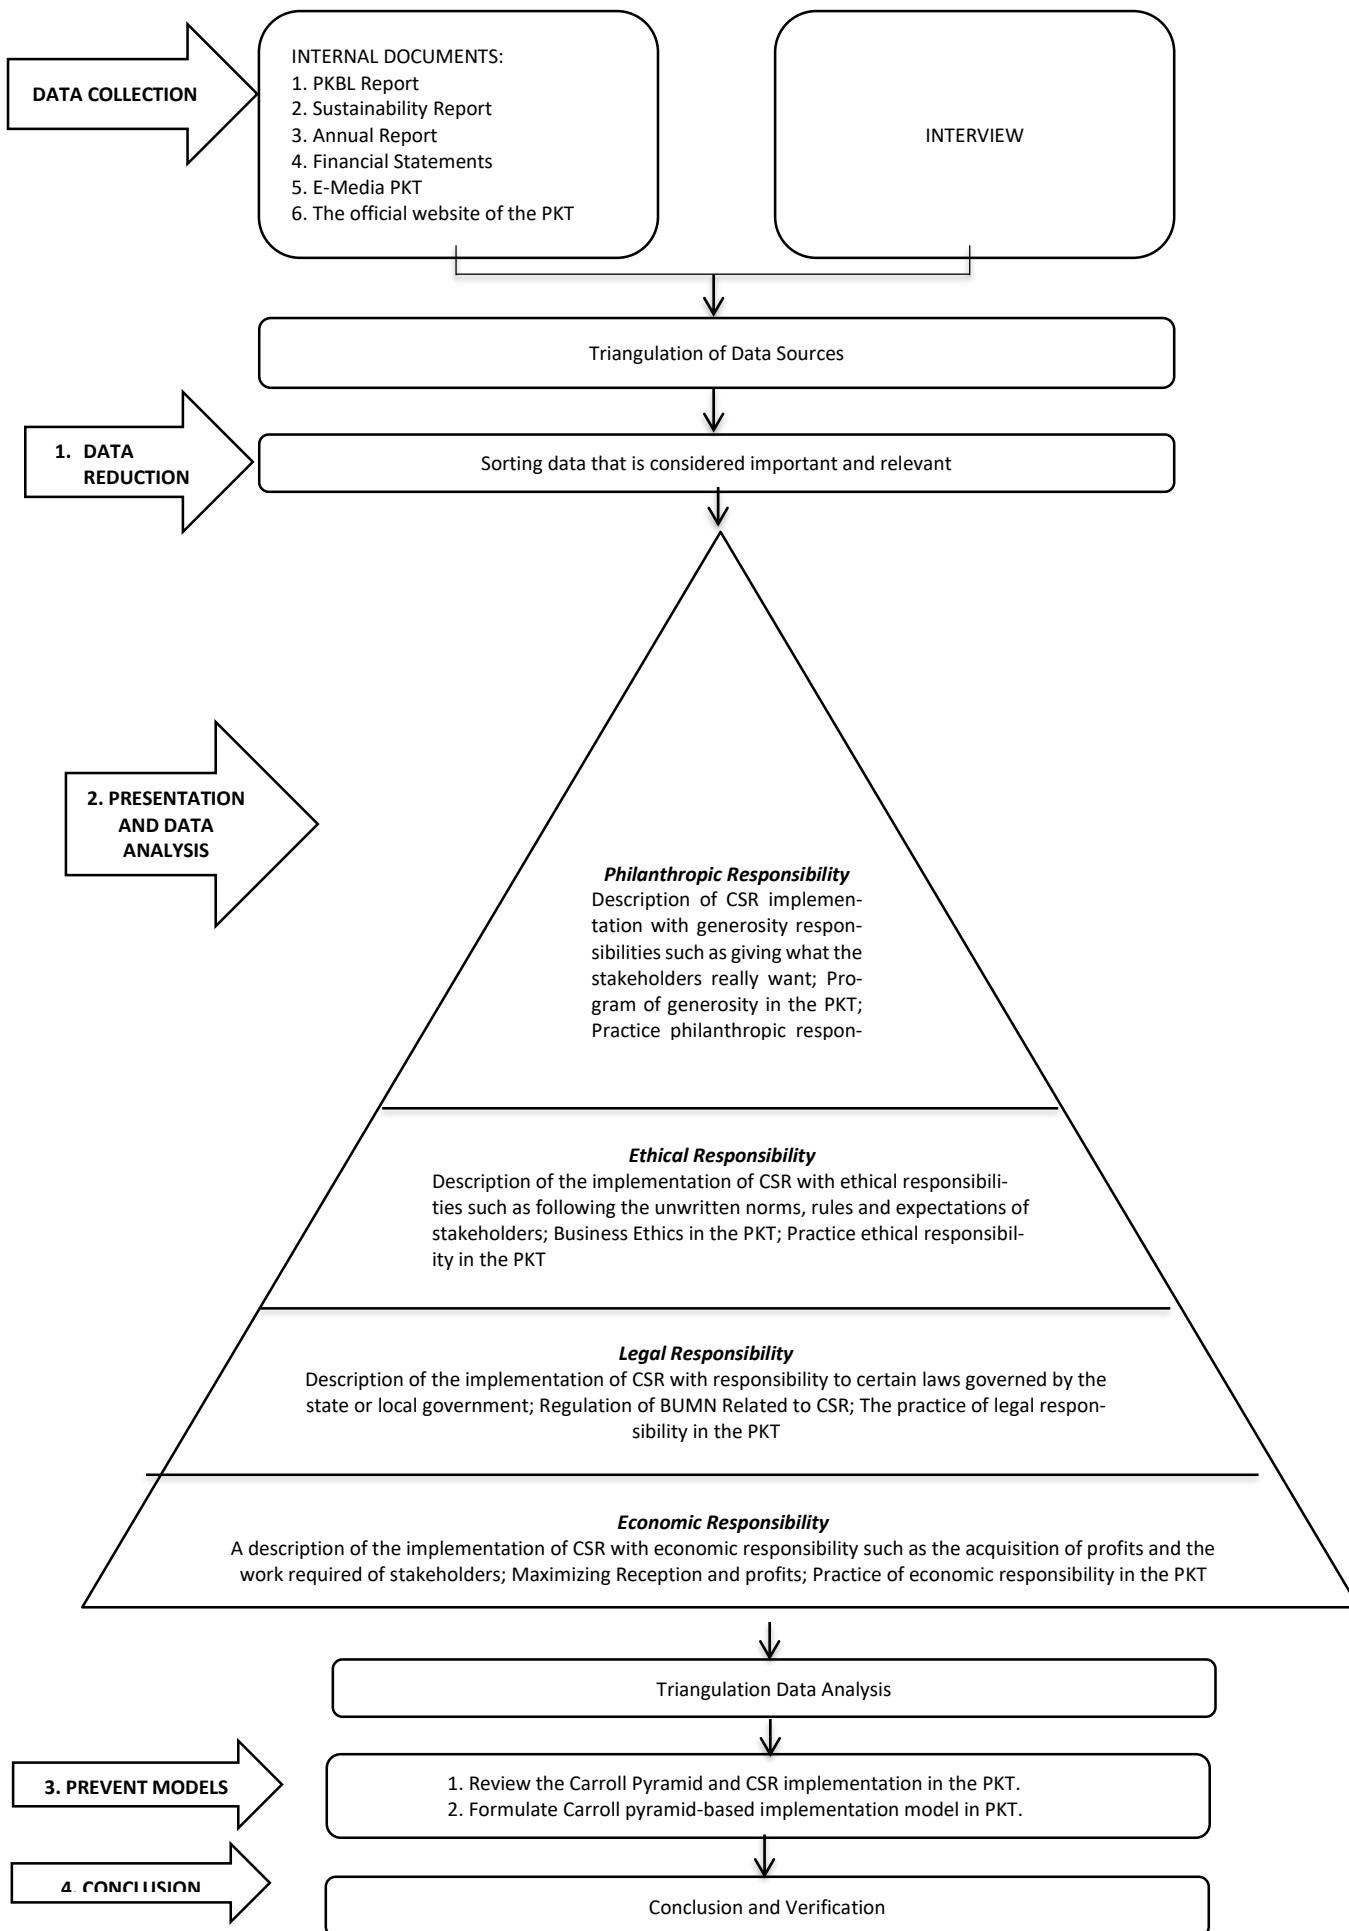 DATA COLLECTION
INTERNAL DOCUMENTS:
1. PKBL Report
2. Sustainability Report
3. Annual Report
4. Financial Statements
5. E-Media PKT
6. The official website of the PKT
INTERVIEW
Triangulation of Data Sources
1. DATA
REDUCTION
Sorting data that is considered important and relevant
2. PRESENTATION
AND DATA
ANALYSIS
Philanthropic Responsibility
Description of CSR implemen-
tation with generosity respon-
sibilities such as giving what the
stakeholders really want; Pro-
gram of generosity in the PKT;
Practice philanthropic respon-
Ethical Responsibility
Description of the implementation of CSR with ethical responsibili-
ties such as following the unwritten norms, rules and expectations of
stakeholders; Business Ethics in the PKT; Practice ethical responsibil-
ity in the PKT
Legal Responsibility
Description of the implementation of CSR with responsibility to certain laws governed by the
state or local government; Regulation of BUMN Related to CSR; The practice of legal respon-
sibility in the PKT
Economic Responsibility
A description of the implementation of CSR with economic responsibility such as the acquisition of profits and the
work required of stakeholders; Maximizing Reception and profits; Practice of economic responsibility in the PKT
Triangulation Data Analysis
3. PREVENT MODELS
1. Review the Carroll Pyramid and CSR implementation in the PKT.
2. Formulate Carroll pyramid-based implementation model in PKT.
4. CONCLUSION
Conclusion and Verification